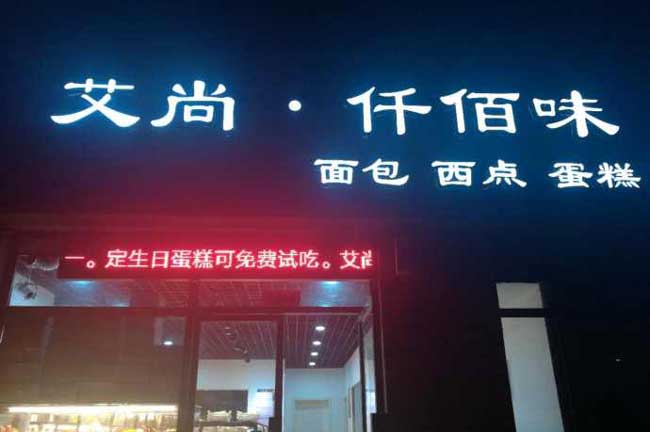 艾尚·仟佰味
面包 西点 蛋糕
一。定生日蛋糕可免费试吃。艾尚